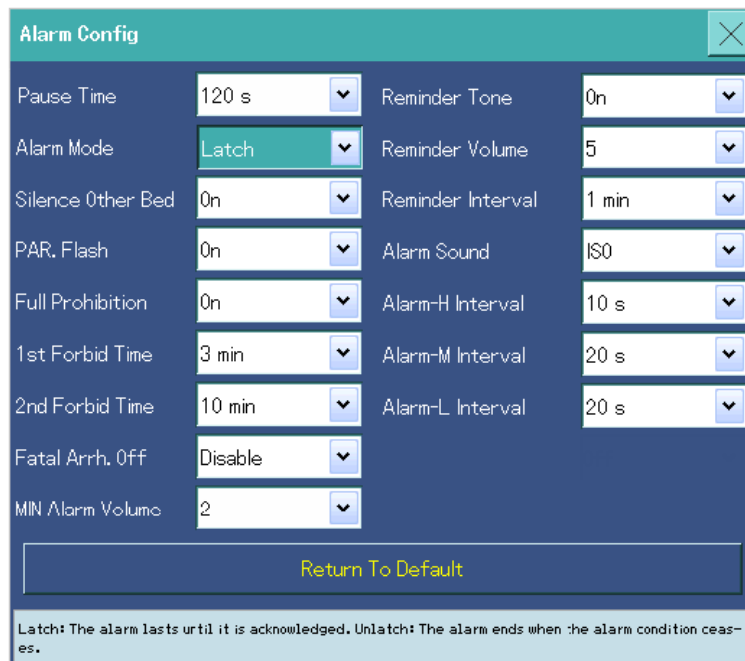 Alarm Config
Pause Time 120 s Reminder Tone On
Alarm Mode Latch Reminder Volume 5
Silence Other Bed On Reminder Interval 1 min
PAR. Flash On Alarm Sound ISO
Full Prohibition On Alarm-H Interval 10 s
1st Forbid Time 3 min Alarm-M Interval 20 s
2nd Forbid Time 10 min Alarm-L Interval 20 s
Fatal Arrh. Off Disable
MIN Alarm Volume 2
Return To Default
Latch: The alarm lasts until it is acknowledged. Unlatch: The alarm ends when the alarm condition ceas-
es.